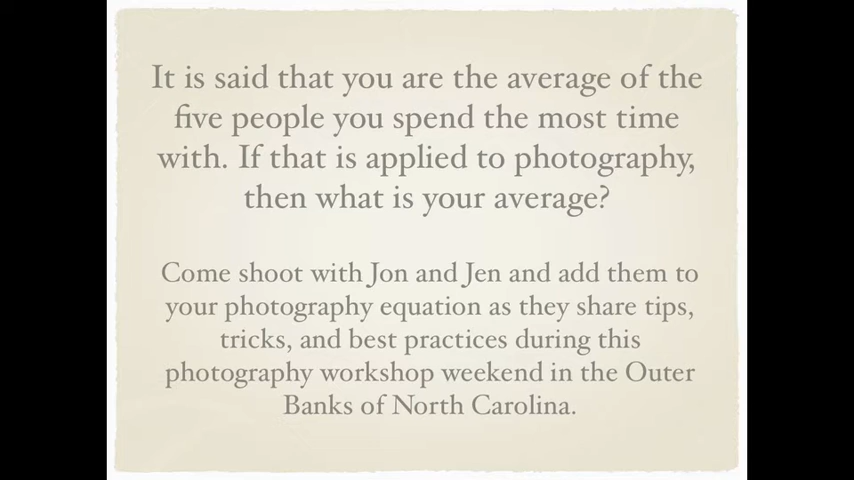 It is said that you are the average of the
five people you spend the most time
with. If that is applied to photography,
then what is your average?
Come shoot with Jon and Jen and add them to
your photography equation as they share tips,
tricks, and best practices during this
photography workshop weekend in the Outer
Banks of North Carolina.